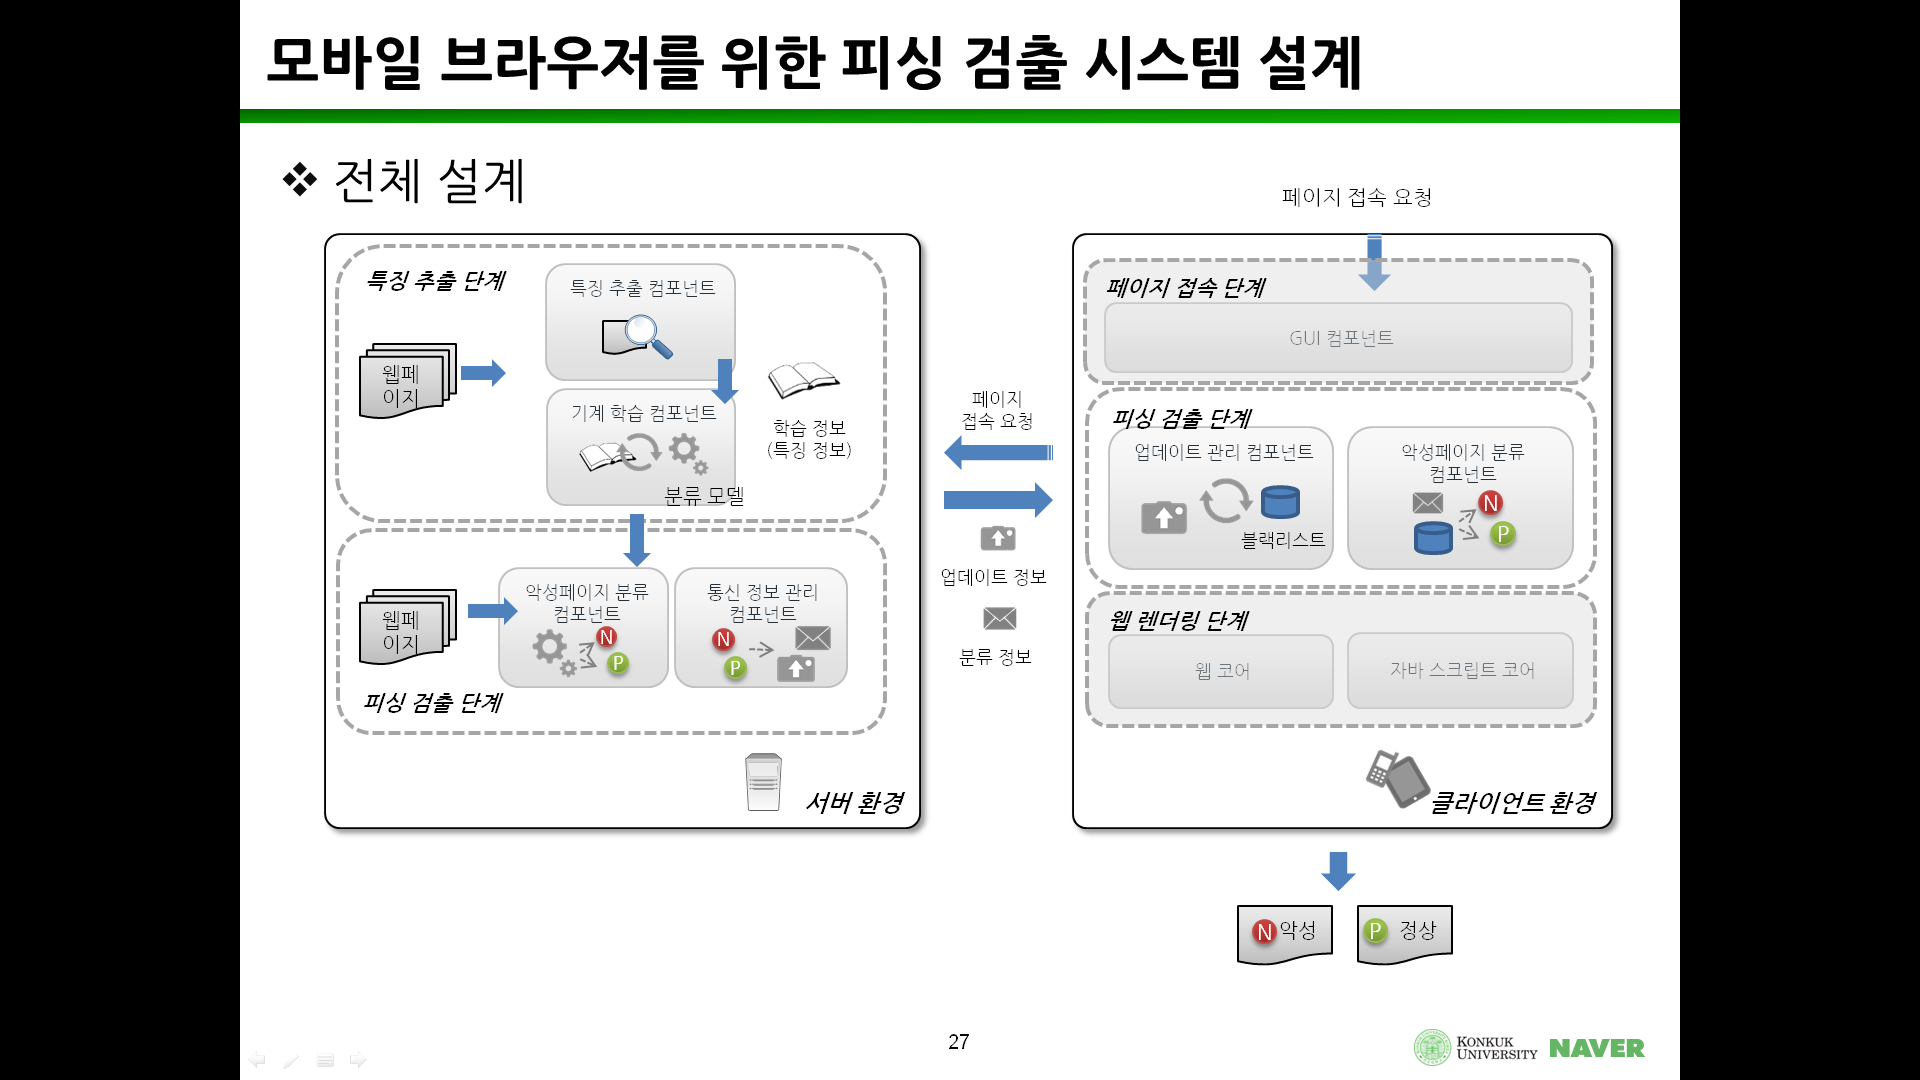 모바일 브라우저를 위한 피싱 검출 시스템 설계
전체 설계
특징 추출 단계
웹페
이지
특징 추출 컴포넌트
기계 학습 컴포넌트
분류 모델
학습 정보
(특징 정보)
웹페
이지
악성페이지 분류
컴포넌트
N
P
통신 정보 관리
컴포넌트
N
P
피싱 검출 단계
서버 환경
페이지
접속 요청
업데이트 정보
분류 정보
페이지 접속 요청
페이지 접속 단계
GUI 컴포넌트
피싱 검출 단계
업데이트 관리 컴포넌트
블랙리스트
악성페이지 분류
컴포넌트
N
P
웹 렌더링 단계
웹 코어
자바 스크립트 코어
클라이언트 환경
N 악성
P 정상
27
KONKUK
UNIVERSITY
NAVER